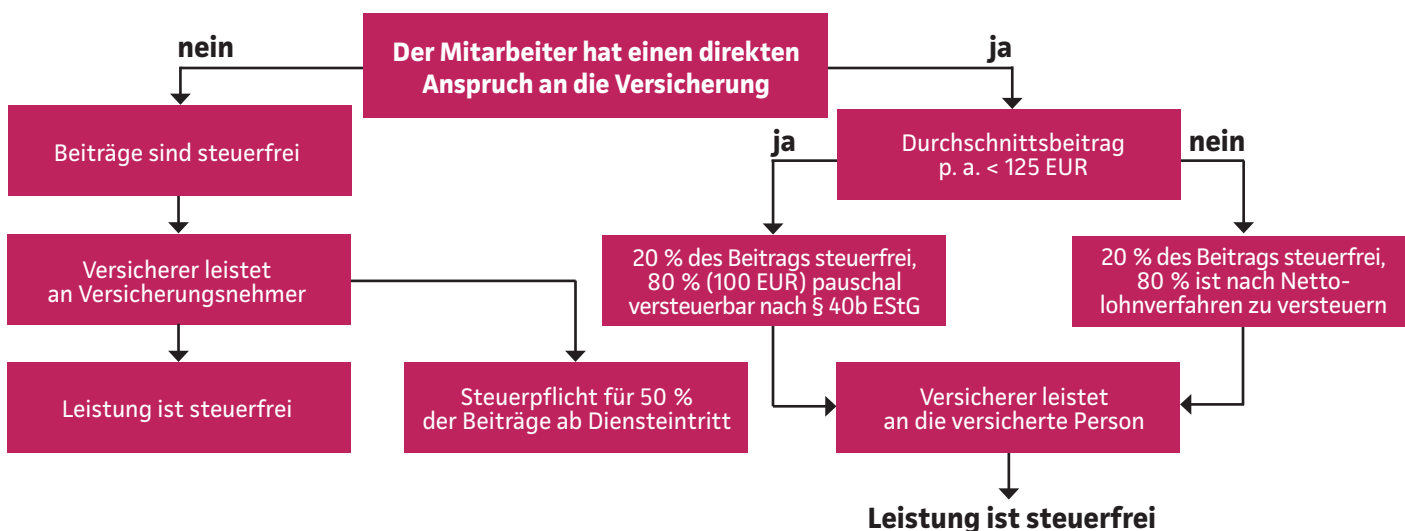 nein
Der Mitarbeiter hat einen direkten
Anspruch an die Versicherung
ja
Beiträge sind steuerfrei
ja
Durchschnittsbeitrag
p. a. < 125 EUR
nein
Versicherer leistet
an Versicherungsnehmer
20 % des Beitrags steuerfrei,
80 % (100 EUR) pauschal
versteuerbar nach § 40b EStG
20 % des Beitrags steuerfrei,
80 % ist nach Netto-
lohnverfahren zu versteuern
Leistung ist steuerfrei
Steuerpflicht für 50 %
der Beiträge ab Diensteintritt
Versicherer leistet
an die versicherte Person
Leistung ist steuerfrei